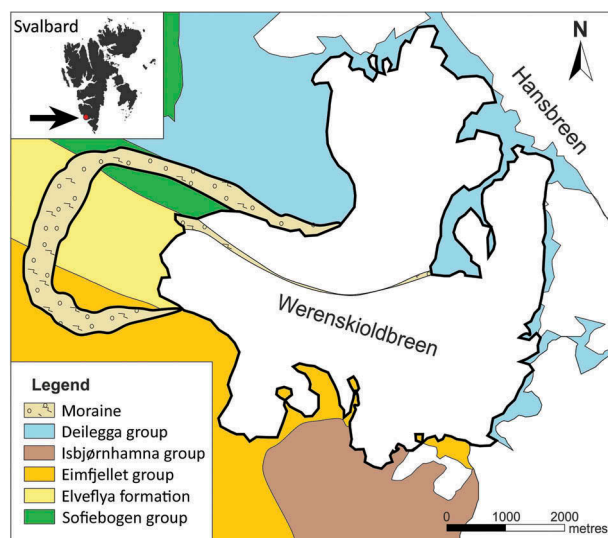 Svalbard
N
Hansbreen
Werenskioldbreen
Legend
Moraine
Deilegga group
Isbjørnhamna group
Eimfjellet group
Elveflya formation
Sofiebogen group
0 1000 2000
metres